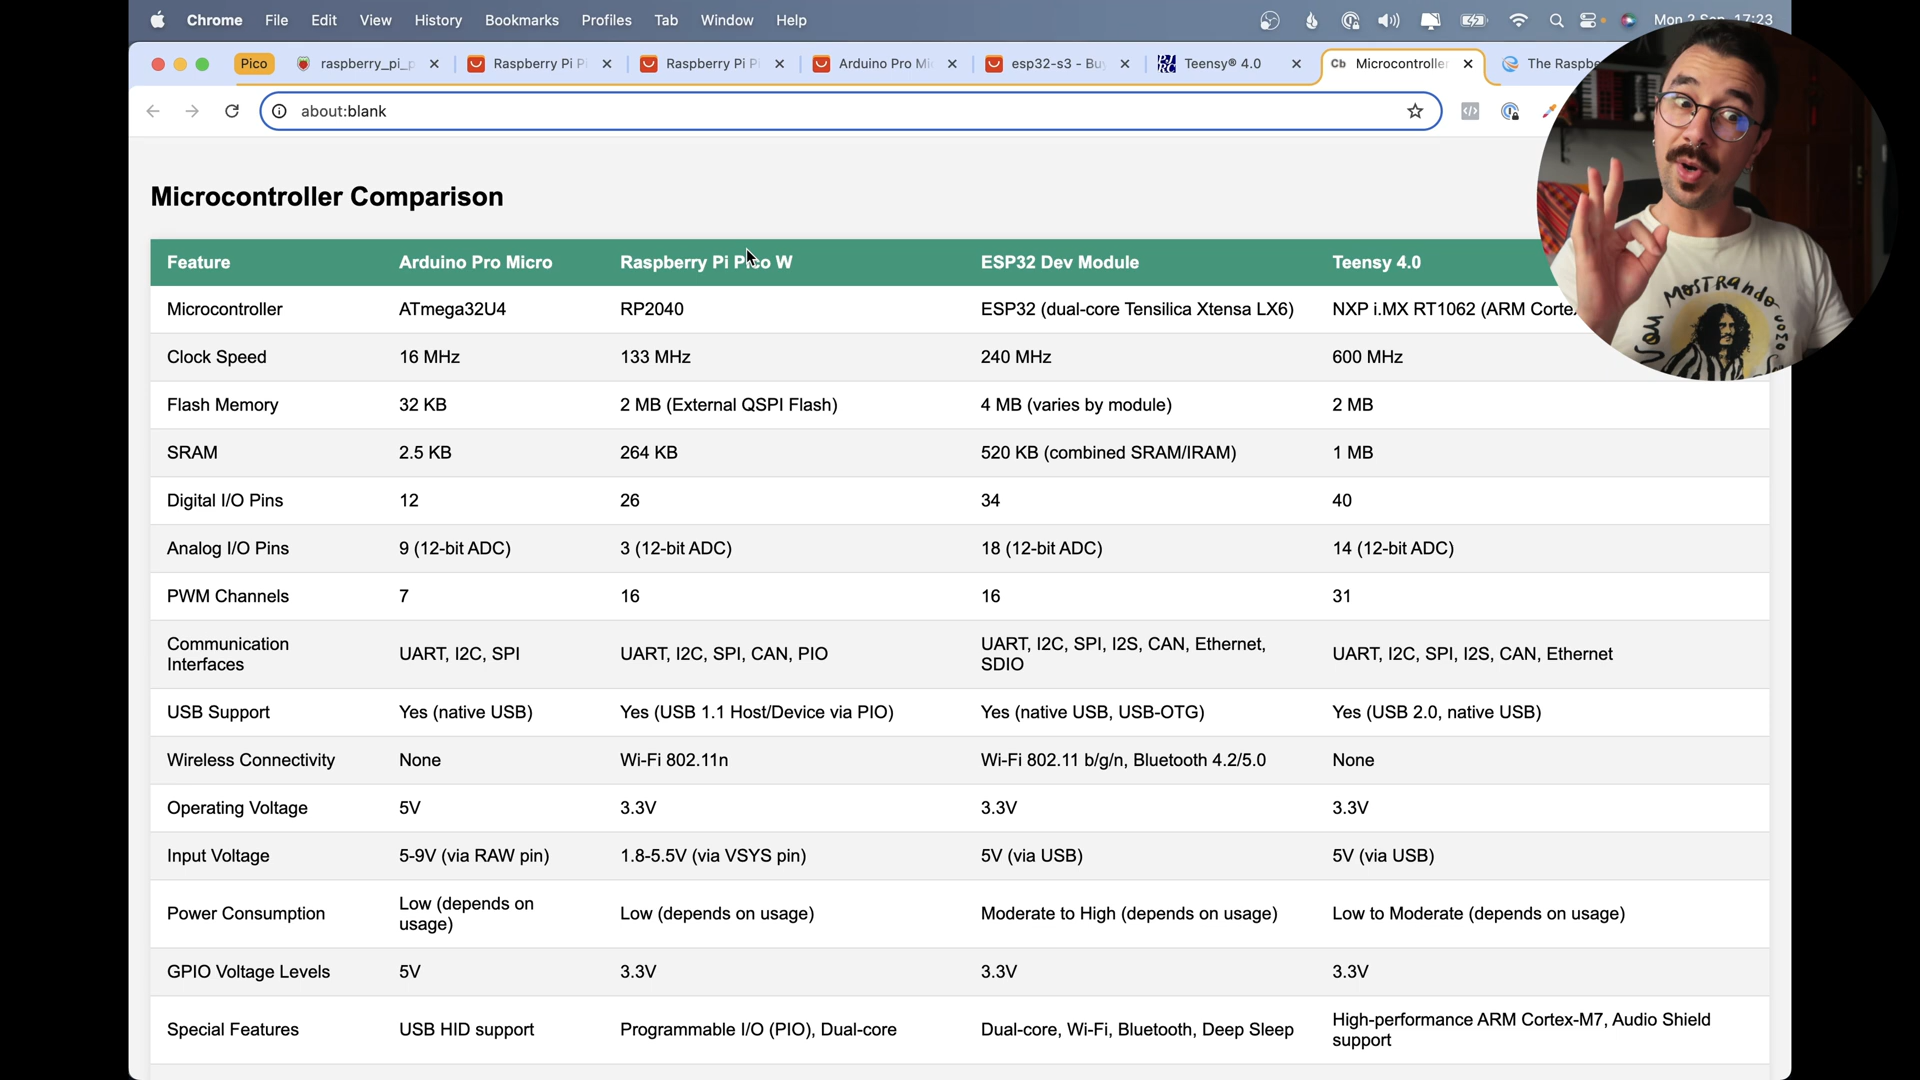 Chrome File Edit View History Bookmarks Profiles Tab Window Help Mon 2 Sep 17:23
Pico raspberry_pi_p Raspberry Pi P Raspberry Pi P Arduino Pro Mi esp32-s3 - Bu Teensy® 4.0 Cb Microcontroller The Raspbe
about:blank
Microcontroller Comparison
Feature Arduino Pro Micro Raspberry Pi Pico W ESP32 Dev Module Teensy 4.0
Microcontroller ATmega32U4 RP2040 ESP32 (dual-core Tensilica Xtensa LX6) NXP i.MX RT1062 (ARM Corte
Clock Speed 16 MHz 133 MHz 240 MHz 600 MHz
Flash Memory 32 KB 2 MB (External QSPI Flash) 4 MB (varies by module) 2 MB
SRAM 2.5 KB 264 KB 520 KB (combined SRAM/IRAM) 1 MB
Digital I/O Pins 12 26 34 40
Analog I/O Pins 9 (12-bit ADC) 3 (12-bit ADC) 18 (12-bit ADC) 14 (12-bit ADC)
PWM Channels 7 16 16 31
Communication
Interfaces
UART, I2C, SPI UART, I2C, SPI, CAN, PIO
UART, I2C, SPI, I2S, CAN, Ethernet,
SDIO
UART, I2C, SPI, I2S, CAN, Ethernet
USB Support Yes (native USB) Yes (USB 1.1 Host/Device via PIO) Yes (native USB, USB-OTG) Yes (USB 2.0, native USB)
Wireless Connectivity None Wi-Fi 802.11n Wi-Fi 802.11 b/g/n, Bluetooth 4.2/5.0 None
Operating Voltage 5V 3.3V 3.3V 3.3V
Input Voltage 5-9V (via RAW pin) 1.8-5.5V (via VSYS pin) 5V (via USB) 5V (via USB)
Power Consumption
Low (depends on
usage)
Low (depends on usage) Moderate to High (depends on usage) Low to Moderate (depends on usage)
GPIO Voltage Levels 5V 3.3V 3.3V 3.3V
Special Features USB HID support Programmable I/O (PIO), Dual-core Dual-core, Wi-Fi, Bluetooth, Deep Sleep
High-performance ARM Cortex-M7, Audio Shield
support
MOSTRANDO
COMO